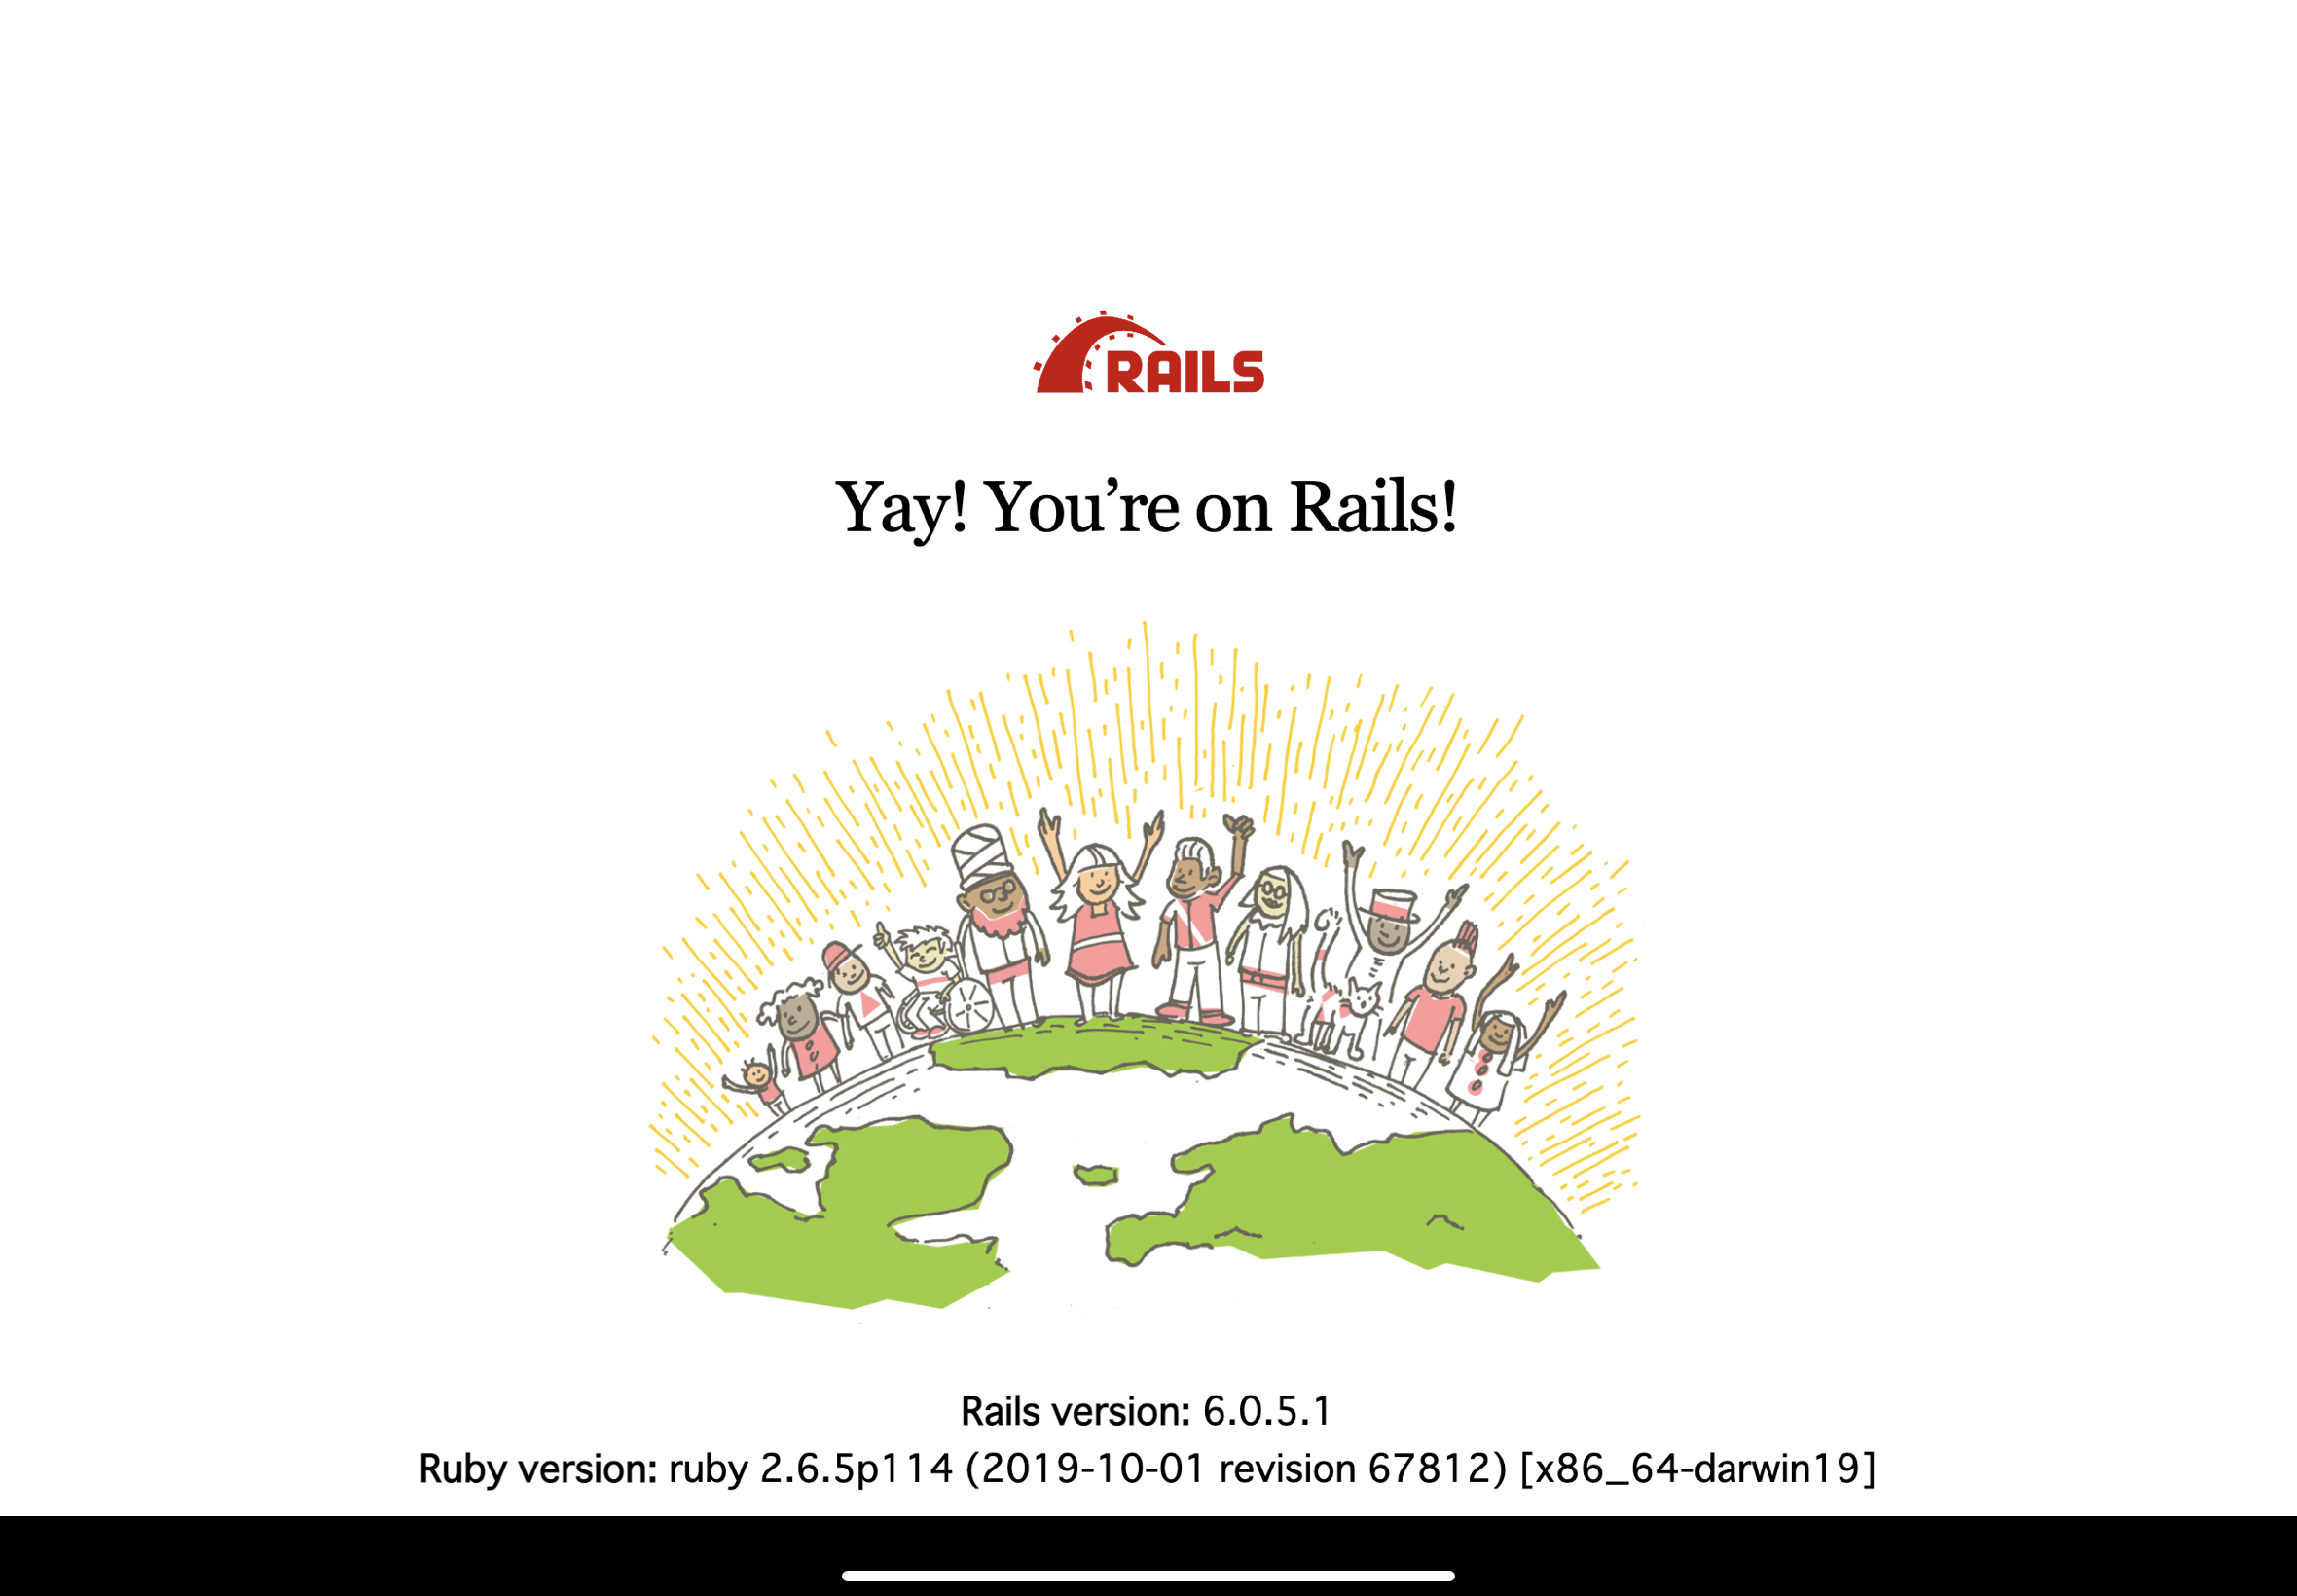 RAILS
Yay! You’re on Rails!
Rails version: 6.0.5.1
Ruby version: ruby 2.6.5p114 (2019-10-01 revision 67812) [x86_64-darwin19]